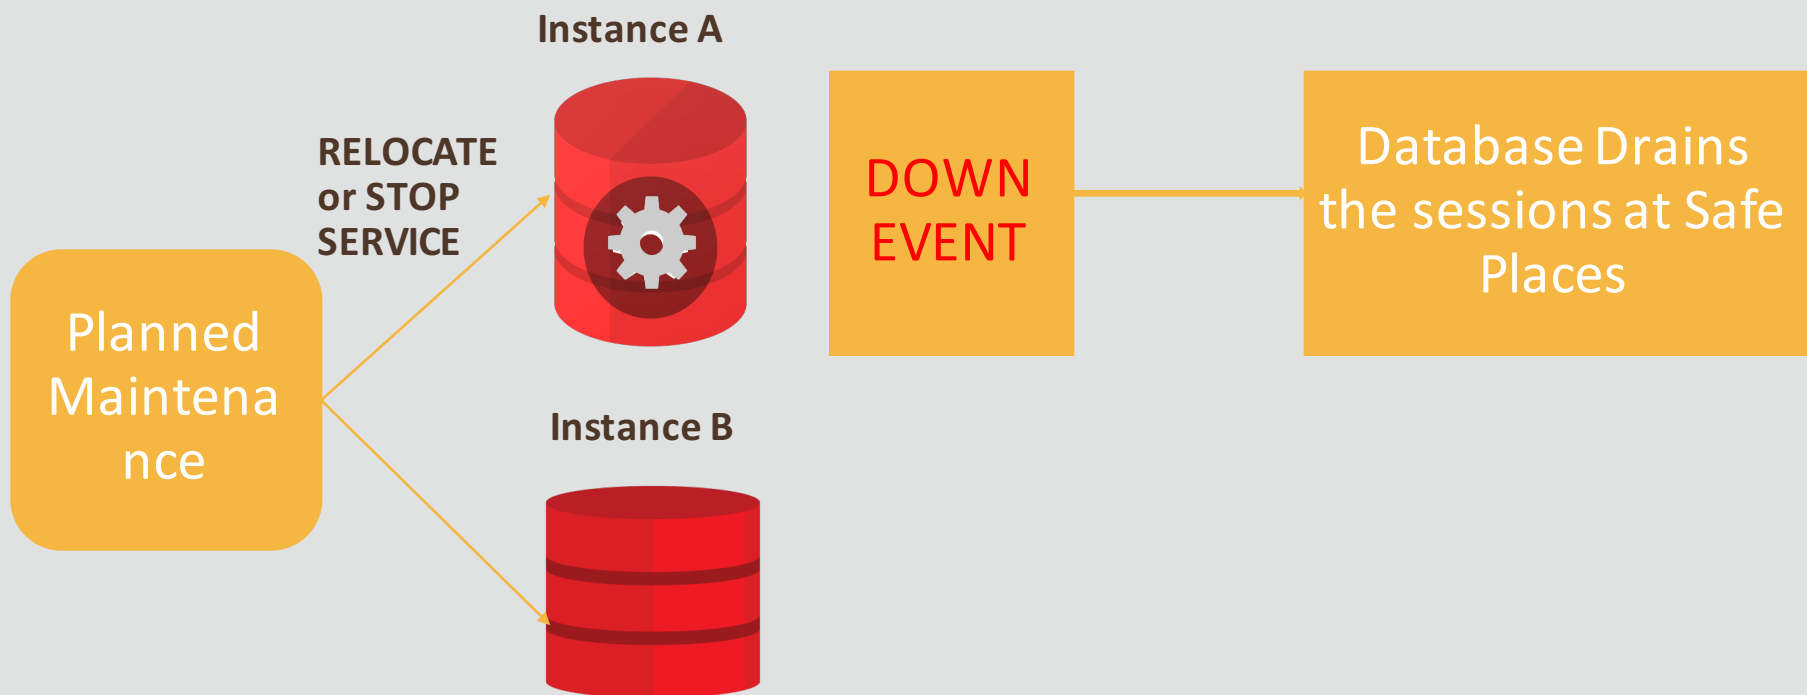 Instance A
RELOCATE
or STOP
SERVICE
Planned
Maintena
nce
DOWN
EVENT
Database Drains
the sessions at Safe
Places
Instance B